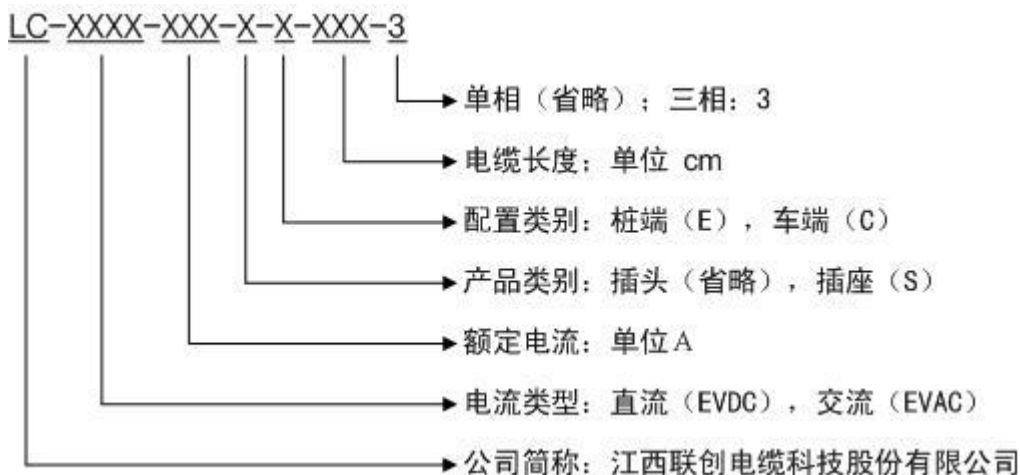 LC-XXXX-XXX-X-X-XXX-3
单相（省略）；三相：3
电缆长度；单位 cm
配置类别：桩端（E），车端（C）
产品类别：插头（省略），插座（S）
额定电流：单位A
电流类型：直流（EVDC），交流（EVAC）
公司简称：江西联创电缆科技股份有限公司